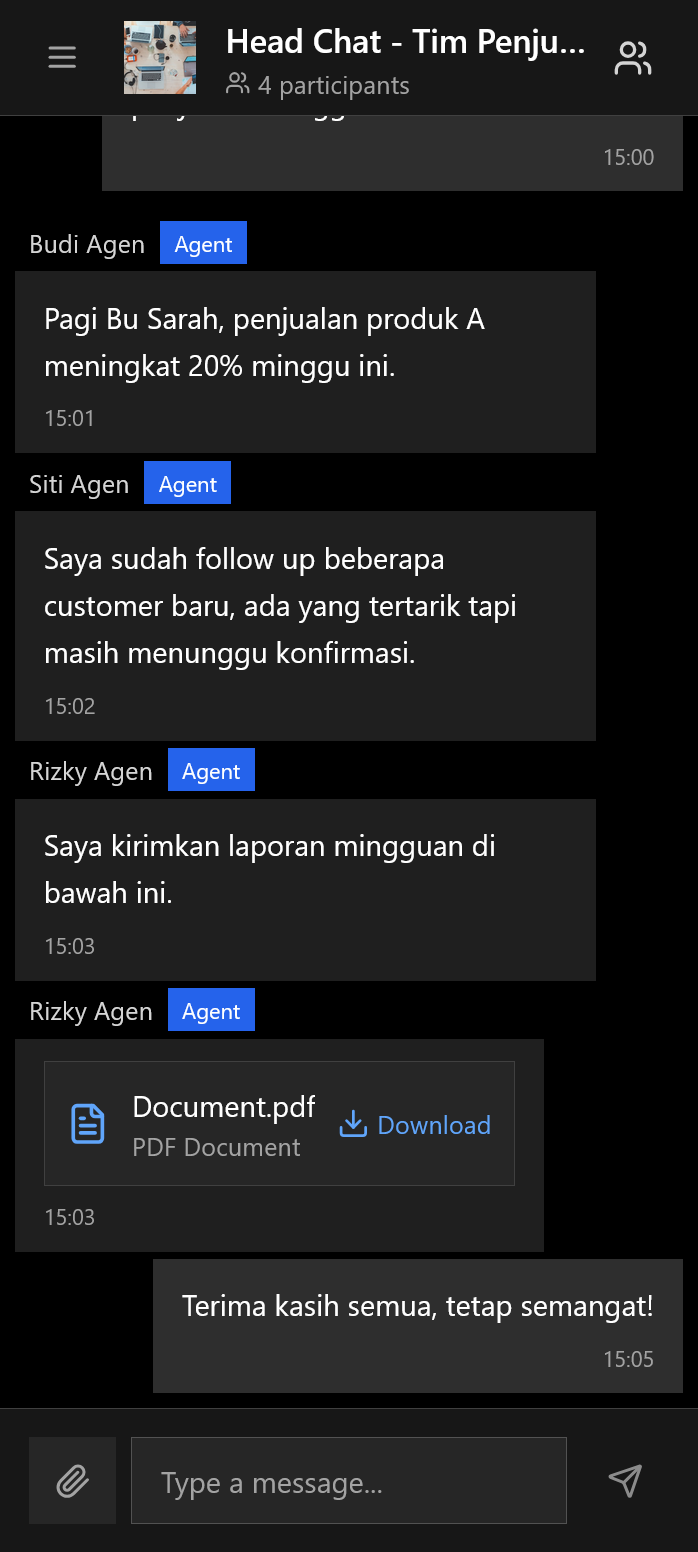 Head Chat - Tim Penju...
4 participants
15:00
Budi Agen
Agent
Pagi Bu Sarah, penjualan produk A
meningkat 20% minggu ini.
15:01
Siti Agen
Agent
Saya sudah follow up beberapa
customer baru, ada yang tertarik tapi
masih menunggu konfirmasi.
15:02
Rizky Agen
Agent
Saya kirimkan laporan mingguan di
bawah ini.
15:03
Rizky Agen
Agent
Document.pdf
PDF Document
Download
15:03
Terima kasih semua, tetap semangat!
15:05
Type a message...